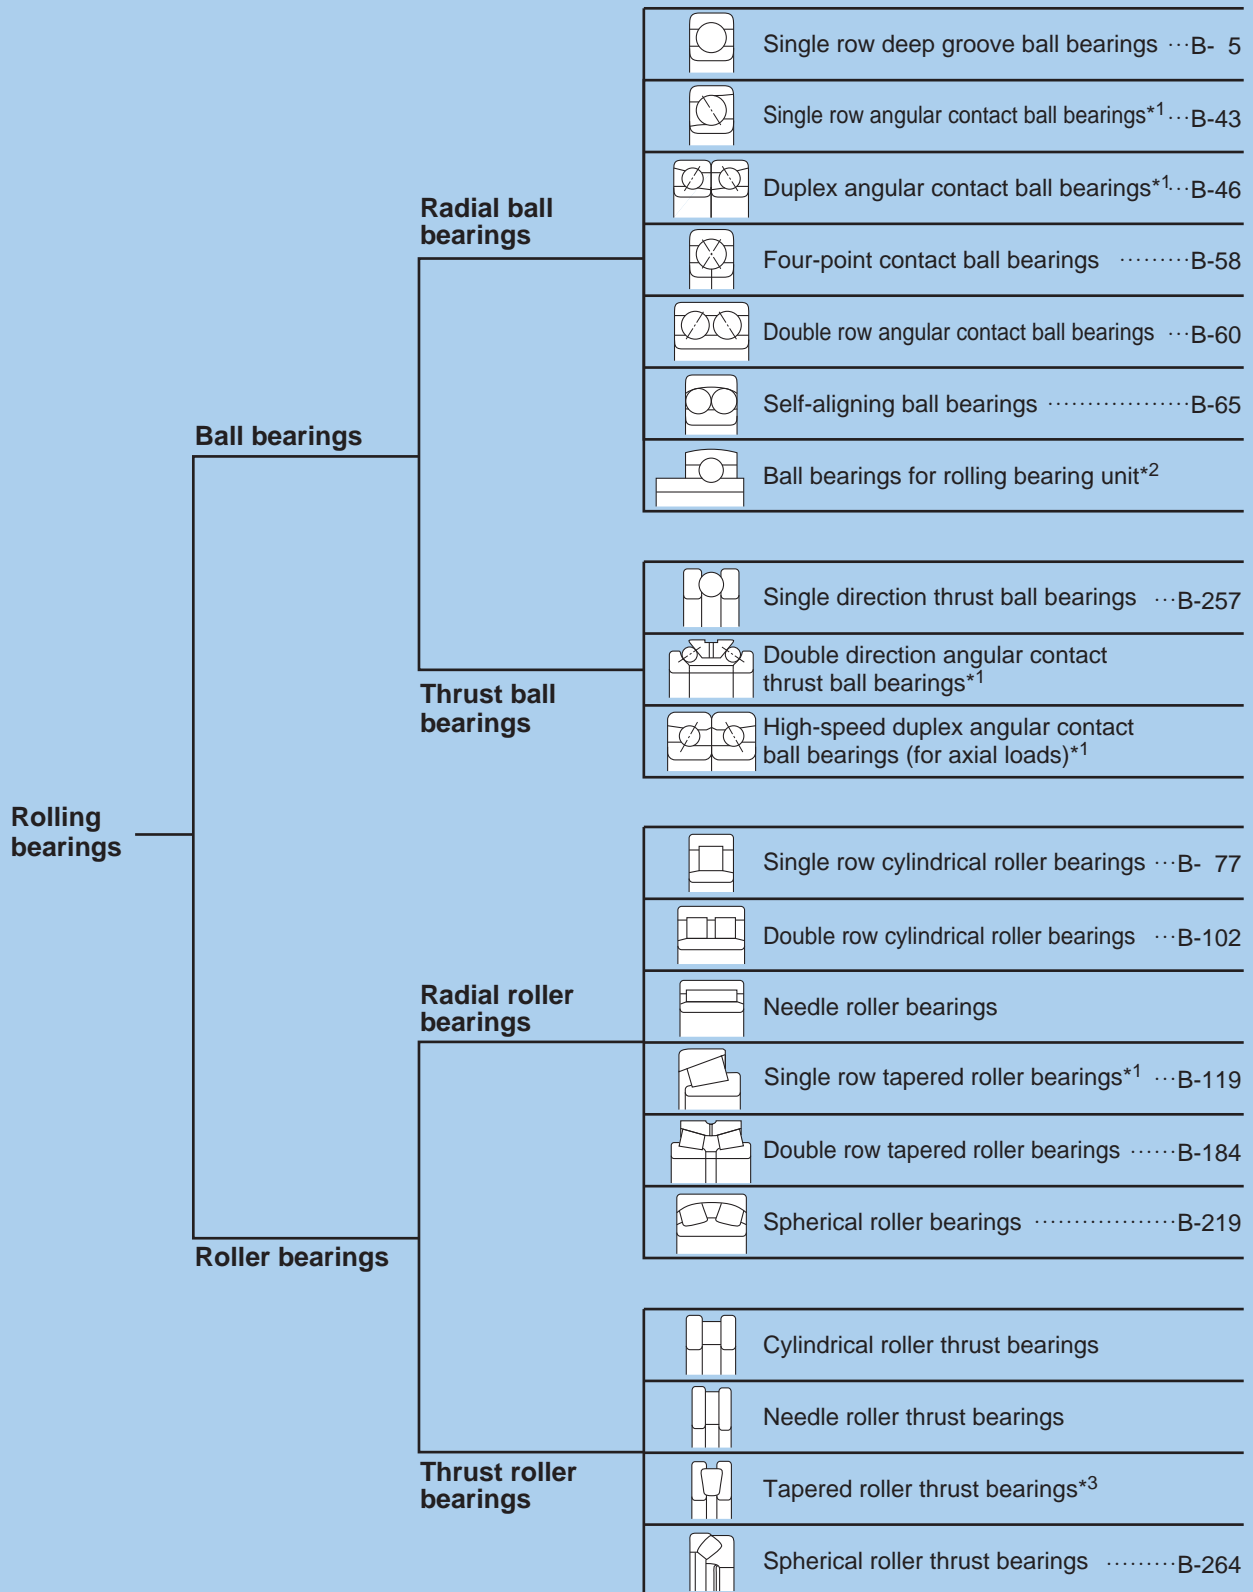 Rolling
bearings
Ball bearings
Radial ball
bearings
Single row deep groove ball bearings ···B- 5
Single row angular contact ball bearings*1 ···B-43
Duplex angular contact ball bearings*1···B-46
Four-point contact ball bearings ·········B-58
Double row angular contact ball bearings ···B-60
Self-aligning ball bearings ··················B-65
Ball bearings for rolling bearing unit*2
Thrust ball
bearings
Single direction thrust ball bearings ···B-257
Double direction angular contact
thrust ball bearings*1
High-speed duplex angular contact
ball bearings (for axial loads)*1
Roller bearings
Radial roller
bearings
Single row cylindrical roller bearings ···B- 77
Double row cylindrical roller bearings ···B-102
Needle roller bearings
Single row tapered roller bearings*1 ···B-119
Double row tapered roller bearings ······B-184
Spherical roller bearings ··················B-219
Thrust roller
bearings
Cylindrical roller thrust bearings
Needle roller thrust bearings
Tapered roller thrust bearings*3
Spherical roller thrust bearings ·········B-264